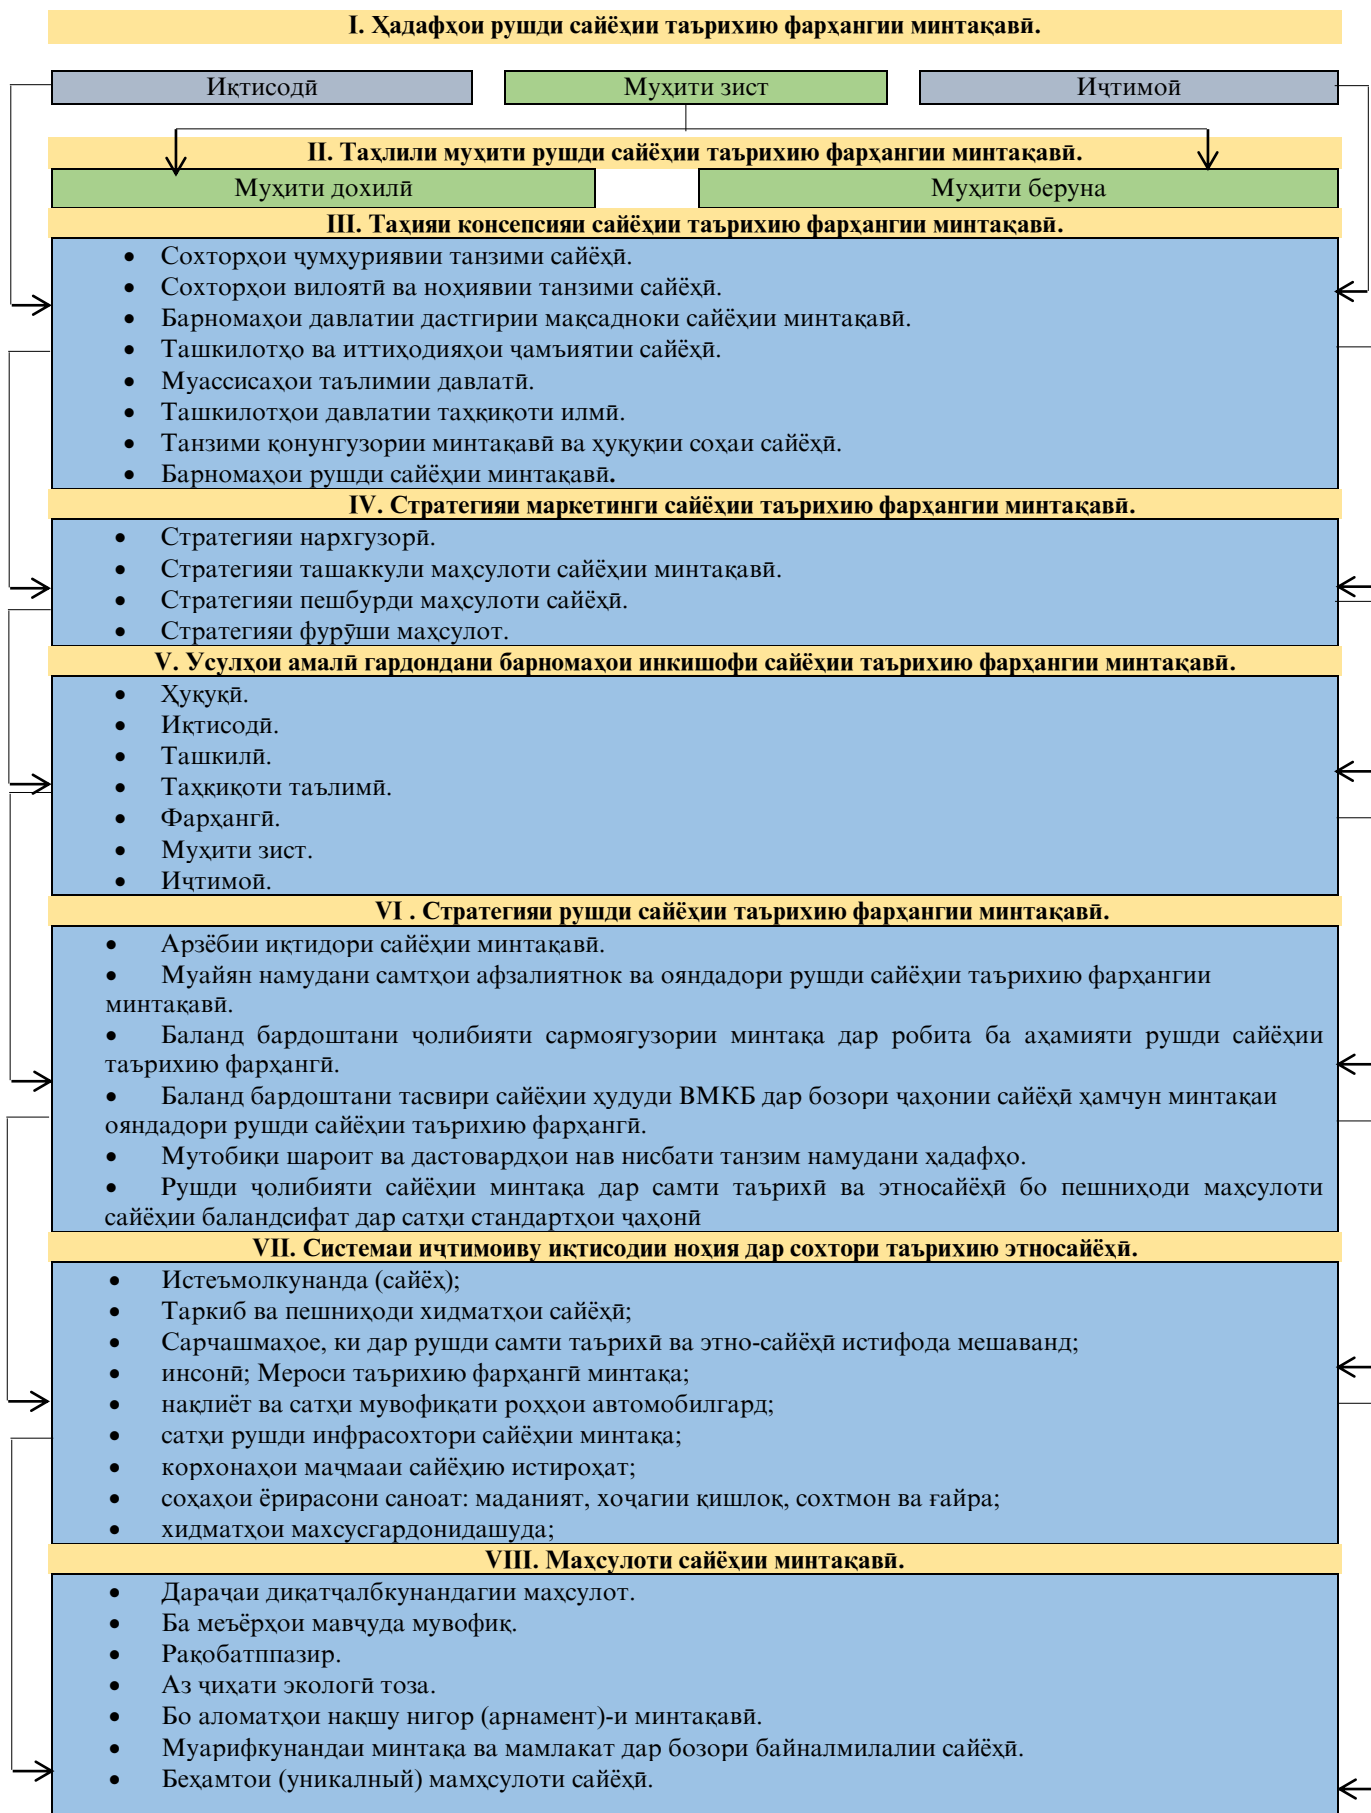 I. Ҳадафҳои рушди сайёҳии таърихию фарҳангии минтақавӣ.
Иқтисодӣ
Муҳити зист
Иҷтимоӣ
II. Таҳлили муҳити рушди сайёҳии таърихию фарҳангии минтақавӣ.
Муҳити дохилӣ
Муҳити беруна
III. Таҳияи консепсияи сайёҳии таърихию фарҳангии минтақавӣ.
• Сохторҳои ҷумҳуриявии танзими сайёҳӣ.
• Сохторҳои вилоятӣ ва ноҳиявии танзими сайёҳӣ.
• Барномаҳои давлатии дастгирии мақсадноки сайёҳии минтақавӣ.
• Ташкилотҳо ва иттиҳодияҳои ҷамъиятии сайёҳӣ.
• Муассисаҳои таълимии давлатӣ.
• Ташкилотҳои давлатии таҳқиқоти илмӣ.
• Танзими қонунгузории минтақавӣ ва ҳуқуқии соҳаи сайёҳӣ.
• Барномаҳои рушди сайёҳии минтақавӣ.
IV. Стратегияи маркетинги сайёҳии таърихию фарҳангии минтақавӣ.
• Стратегияи нархгузорӣ.
• Стратегияи ташаккули маҳсулоти сайёҳии минтақавӣ.
• Стратегияи пешбурди маҳсулоти сайёҳӣ.
• Стратегияи фурӯши маҳсулот.
V. Усулҳои амалӣ гардондани барномаҳои инкишофи сайёҳии таърихию фарҳангии минтақавӣ.
• Ҳуқуқӣ.
• Иқтисодӣ.
• Ташкилӣ.
• Таҳқиқоти таълимӣ.
• Фарҳангӣ.
• Муҳити зист.
• Иҷтимоӣ.
VI . Стратегияи рушди сайёҳии таърихию фарҳангии минтақавӣ.
• Арзёбии иқтидори сайёҳии минтақавӣ.
• Муайян намудани самтҳои афзалиятнок ва ояндадори рушди сайёҳии таърихию фарҳангии
минтақавӣ.
• Баланд бардоштани ҷолибияти сармоягузории минтақа дар робита ба аҳамияти рушди сайёҳии
таърихию фарҳангӣ.
• Баланд бардоштани тасвири сайёҳии ҳудуди ВМКБ дар бозори ҷаҳонии сайёҳӣ ҳамчун минтақаи
ояндадори рушди сайёҳии таърихию фарҳангӣ.
• Мутобиқи шароит ва дастовардҳои нав нисбати танзим намудани ҳадафҳо.
• Рушди ҷолибияти сайёҳии минтақа дар самти таърихӣ ва этносайёҳӣ бо пешниҳоди маҳсулоти
сайёҳии баландсифат дар сатҳи стандартҳои ҷаҳонӣ
VII. Системаи иҷтимоиву иқтисодии ноҳия дар сохтори таърихию этносайёҳӣ.
• Истеъмолкунанда (сайёҳ);
• Таркиб ва пешниҳоди хидматҳои сайёҳӣ;
• Сарчашмаҳое, ки дар рушди самти таърихӣ ва этно-сайёҳӣ истифода мешаванд;
• инсонӣ; Мероси таърихию фарҳангӣ минтақа;
• нақлиёт ва сатҳи мувофиқати роҳҳои автомобилгард;
• сатҳи рушди инфрасохтори сайёҳии минтақа;
• корхонаҳои маҷмааи сайёҳию истироҳат;
• соҳаҳои ёрирасони саноат: маданият, хоҷагии қишлоқ, сохтмон ва ғайра;
• хидматҳои махсусгардонидашуда;
VIII. Маҳсулоти сайёҳии минтақавӣ.
• Дараҷаи диқатҷалбкунандагии маҳсулот.
• Ба меъёрҳои мавҷуда мувофиқ.
• Рақобатппазир.
• Аз ҷиҳати экологӣ тоза.
• Бо аломатҳои нақшу нигор (арнамент)-и минтақавӣ.
• Муарифкунандаи минтақа ва мамлакат дар бозори байналмилалии сайёҳӣ.
• Беҳамтои (уникалный) мамҳсулоти сайёҳӣ.